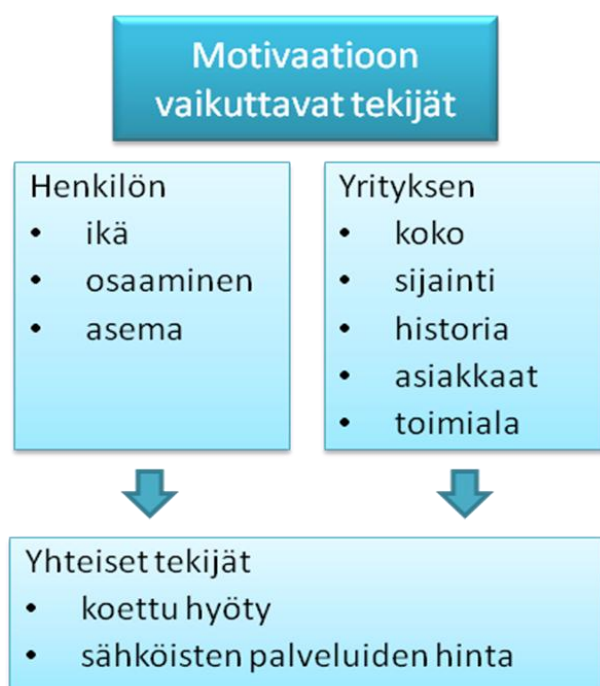 Motivaatioon
vaikuttavat tekijät
Henkilön
• ikä
• osaaminen
• asema
Yrityksen
• koko
• sijainti
• historia
• asiakkaat
• toimiala
Yhteiset tekijät
• koettu hyöty
• sähköisten palveluiden hinta